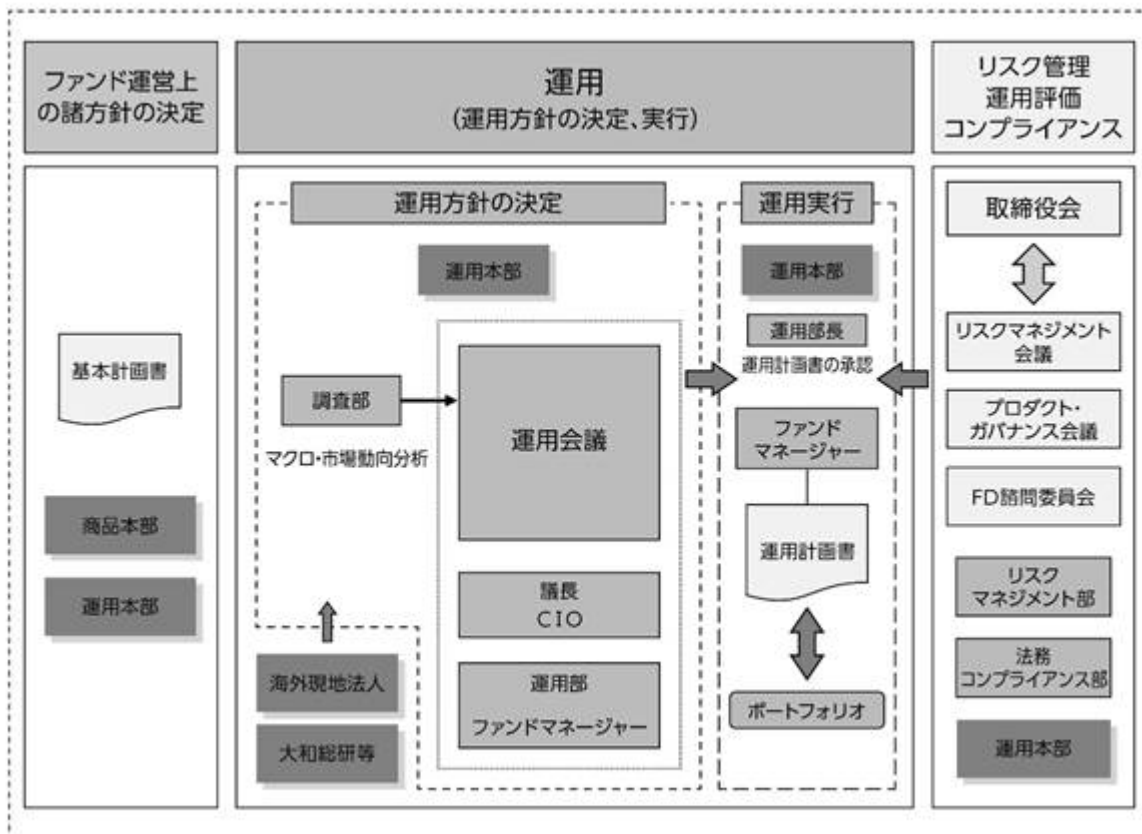 ファンド運営上
の諸方針の決定
運用
(運用方針の決定、実行)
リスク管理
運用評価
コンプライアンス
基本計画書
商品本部
運用本部
運用方針の決定
運用本部
調査部
マクロ・市場動向分析
運用会議
議長
CIO
運用部
ファンドマネージャー
海外現地法人
大和総研等
運用実行
運用本部
運用部長
運用計画書の承認
ファンド
マネージャー
運用計画書
ポートフォリオ
取締役会
リスクマネジメント
会議
プロダクト・
ガバナンス会議
FD諮問委員会
リスク
マネジメント部
法務
コンプライアンス部
運用本部